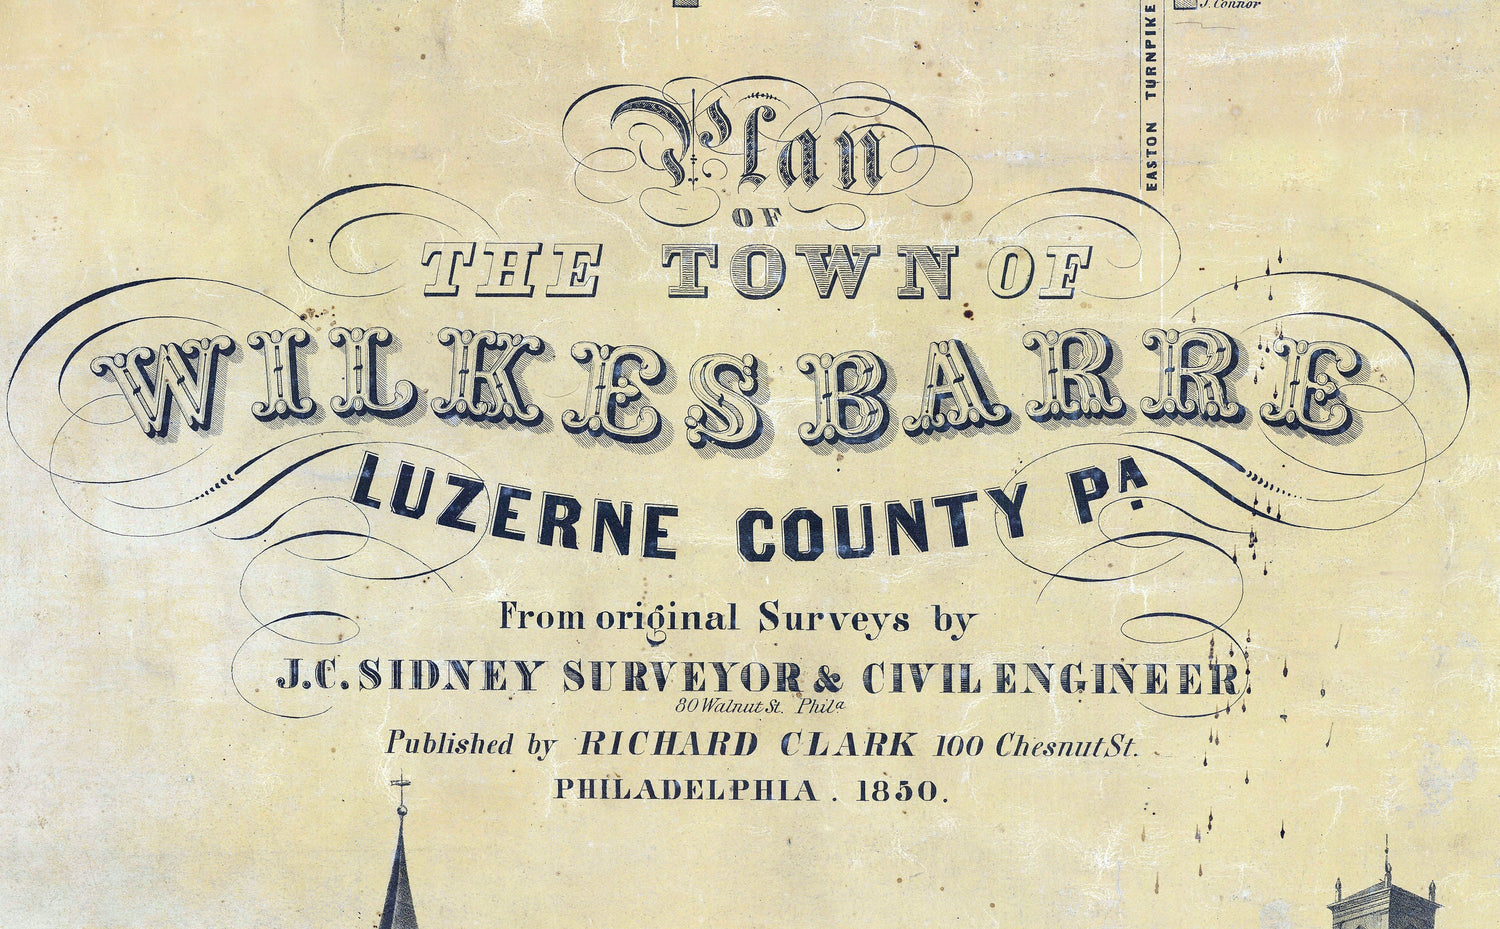 J. Connor
EASTON TURNPIKE
Plan
OF
THE TOWN OF
WILKESBARRE
LUZERNE COUNTY PA.
From original Surveys by
J.C. SIDNEY SURVEYOR & CIVIL ENGINEER.
80 Walnut St. Phila
Published by RICHARD CLARK 100 Chesnut St.
PHILADELPHIA . 1850.